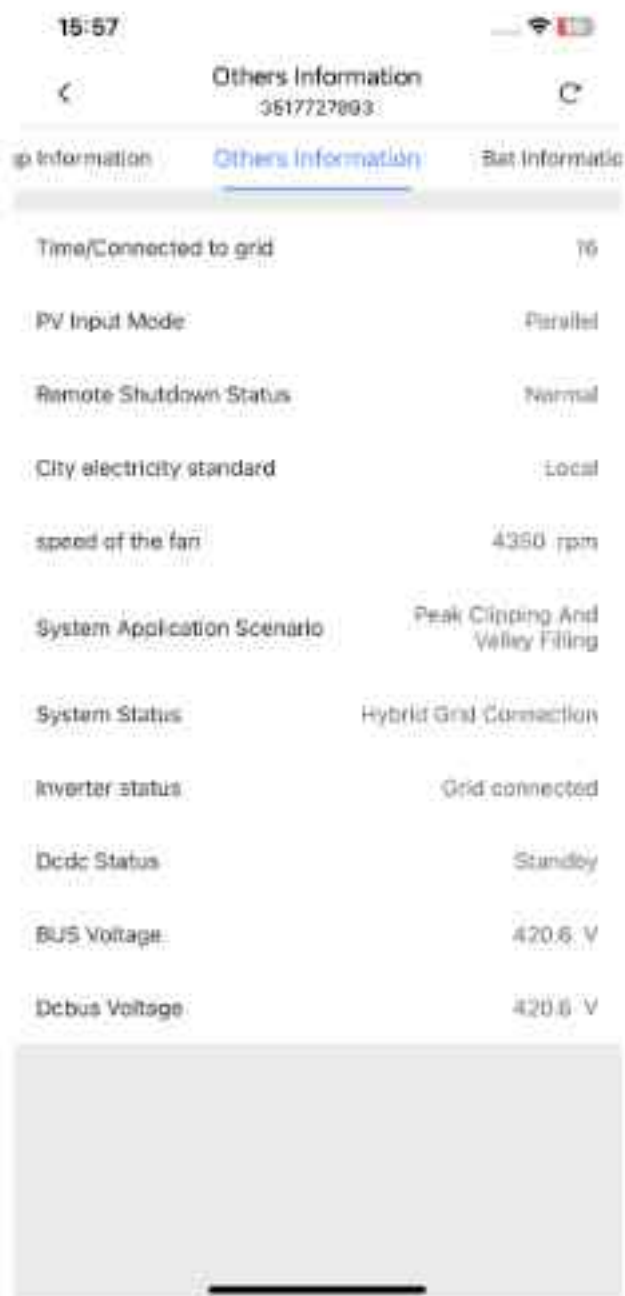 15:57
Others Information
3517727893
p Information Others Information Bat Informatio
Time/Connected to grid 16
PV Input Mode Parallel
Remote Shutdown Status Normal
City electricity standard Local
speed of the fan 4350 rpm
System Application Scenario Peak Clipping And
Valley Filling
System Status Hybrid Grid Connection
Inverter status Grid connected
Dcdc Status Standby
BUS Voltage 420.6 V
Dcbus Voltage 420.6 V